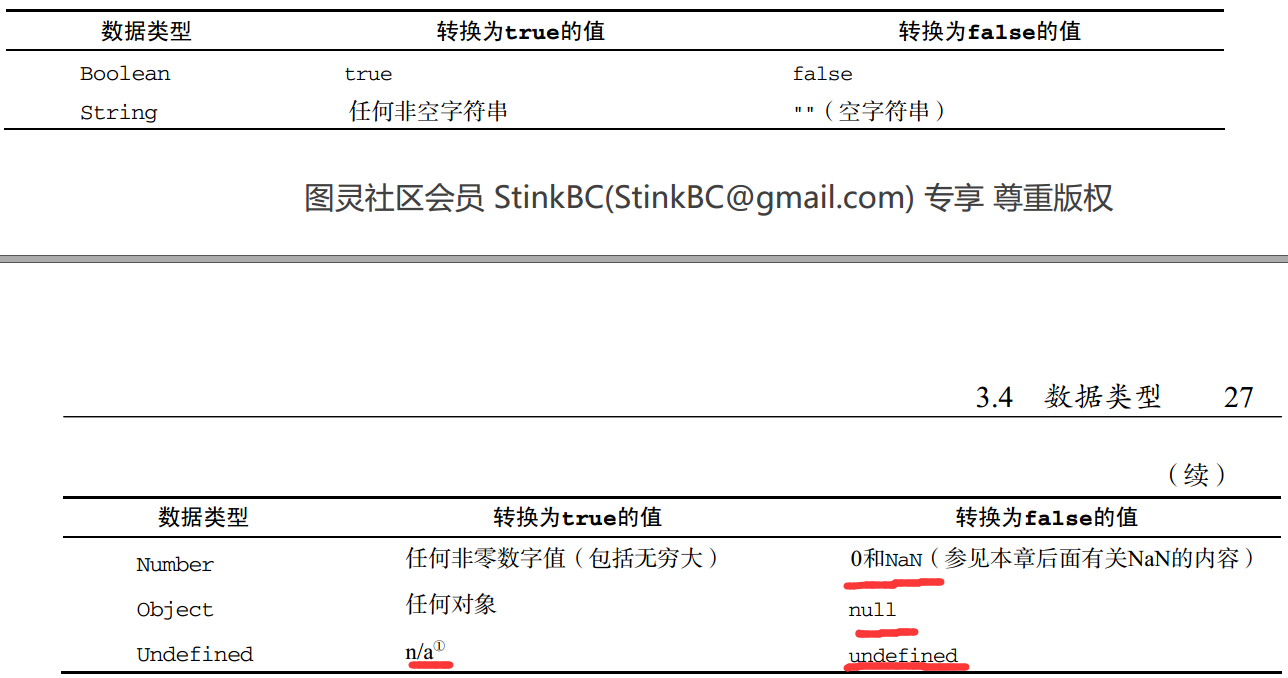 数据类型 转换为true的值 转换为false的值
Boolean true false
String 任何非空字符串 ""（空字符串）
图灵社区会员 StinkBC(StinkBC@gmail.com) 专享 尊重版权
3.4 数据类型 27
（续）
数据类型 转换为true的值 转换为false的值
Number 任何非零数字值（包括无穷大） 0和NaN（参见本章后面有关NaN的内容）
Object 任何对象 null
Undefined n/a① undefined